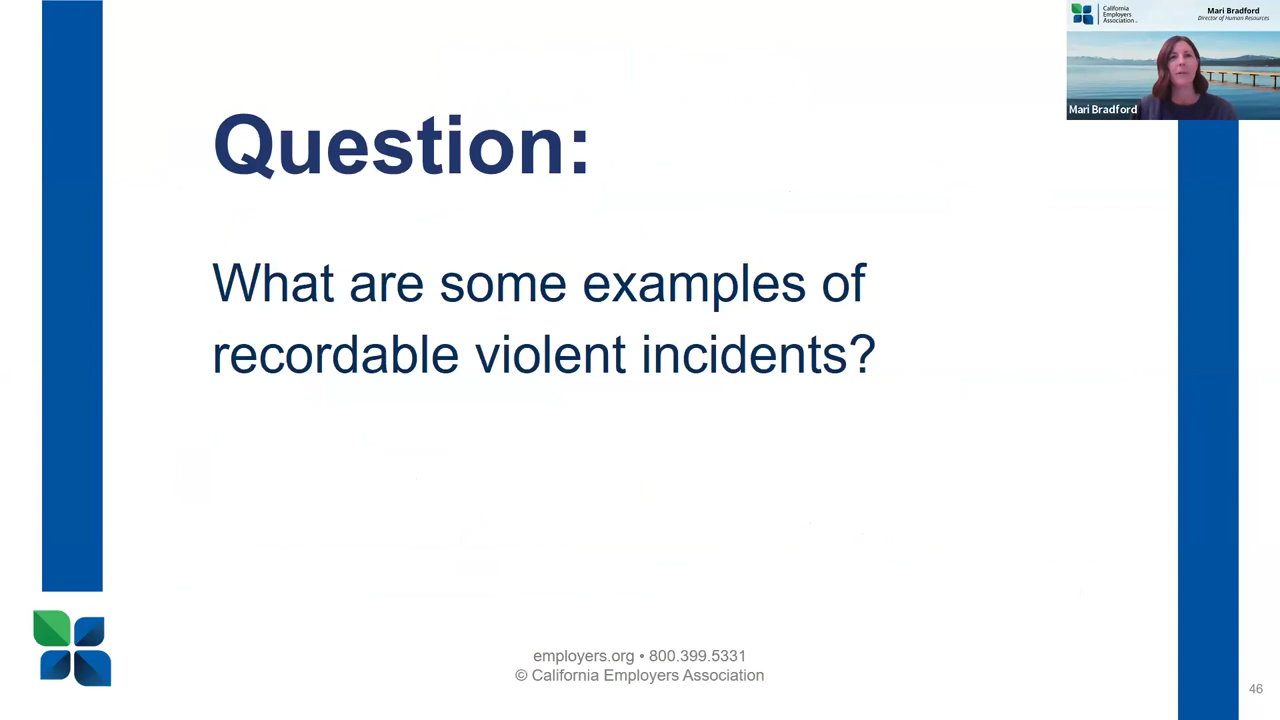 California
Employers
Association
Mari Bradford
Director of Human Resources
Mari Bradford
Question:
What are some examples of
recordable violent incidents?
employers.org • 800.399.5331
© California Employers Association
46